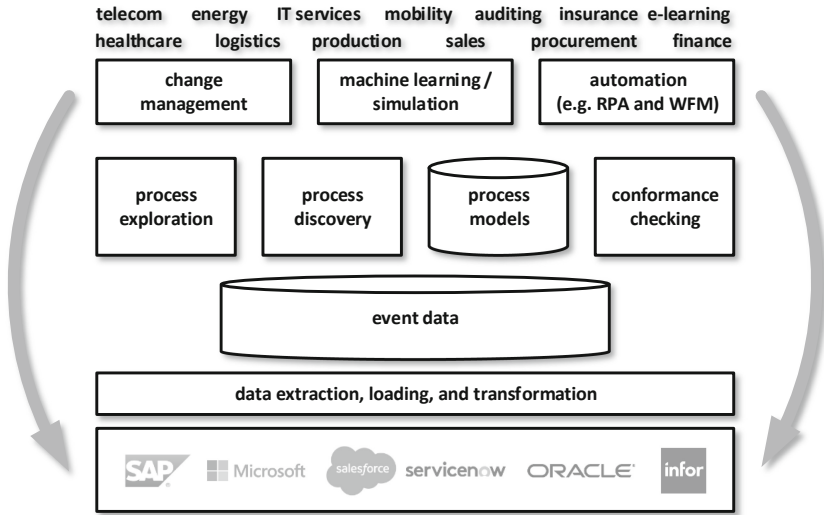 telecom energy IT services mobility auditing insurance e-learning
healthcare logistics production sales procurement finance
change
management
machine learning /
simulation
automation
(e.g. RPA and WFM)
process
exploration
process
discovery
process
models
conformance
checking
event data
data extraction, loading, and transformation
SAP® Microsoft salesforce servicenow ORACLE® infor